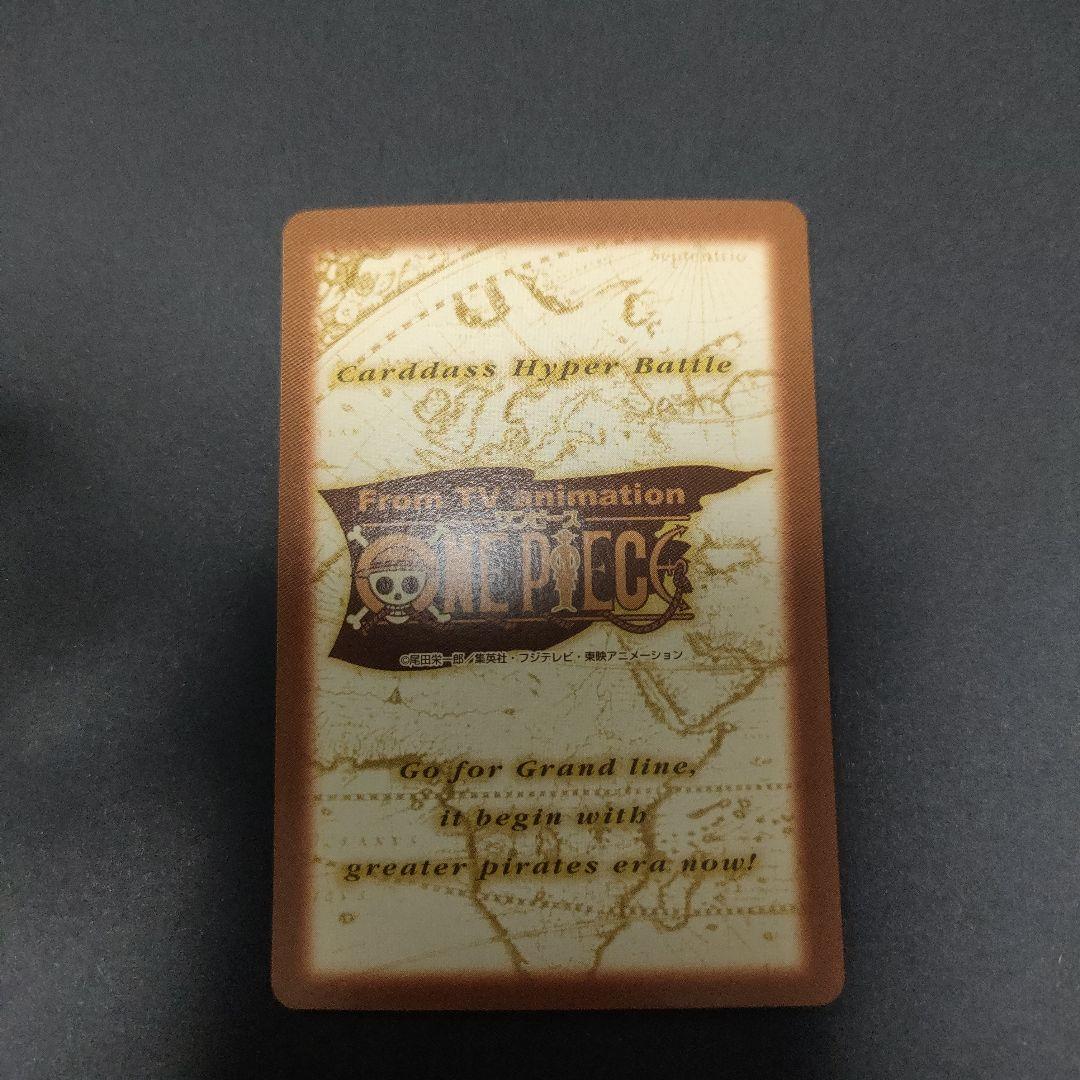 Septentrio
Carddass Hyper Battle
From TV animation
ワンピース
ONE PIECE
©尾田栄一郎／集英社・フジテレビ・東映アニメーション
Go for Grand line,
it begin with
greater pirates era now!